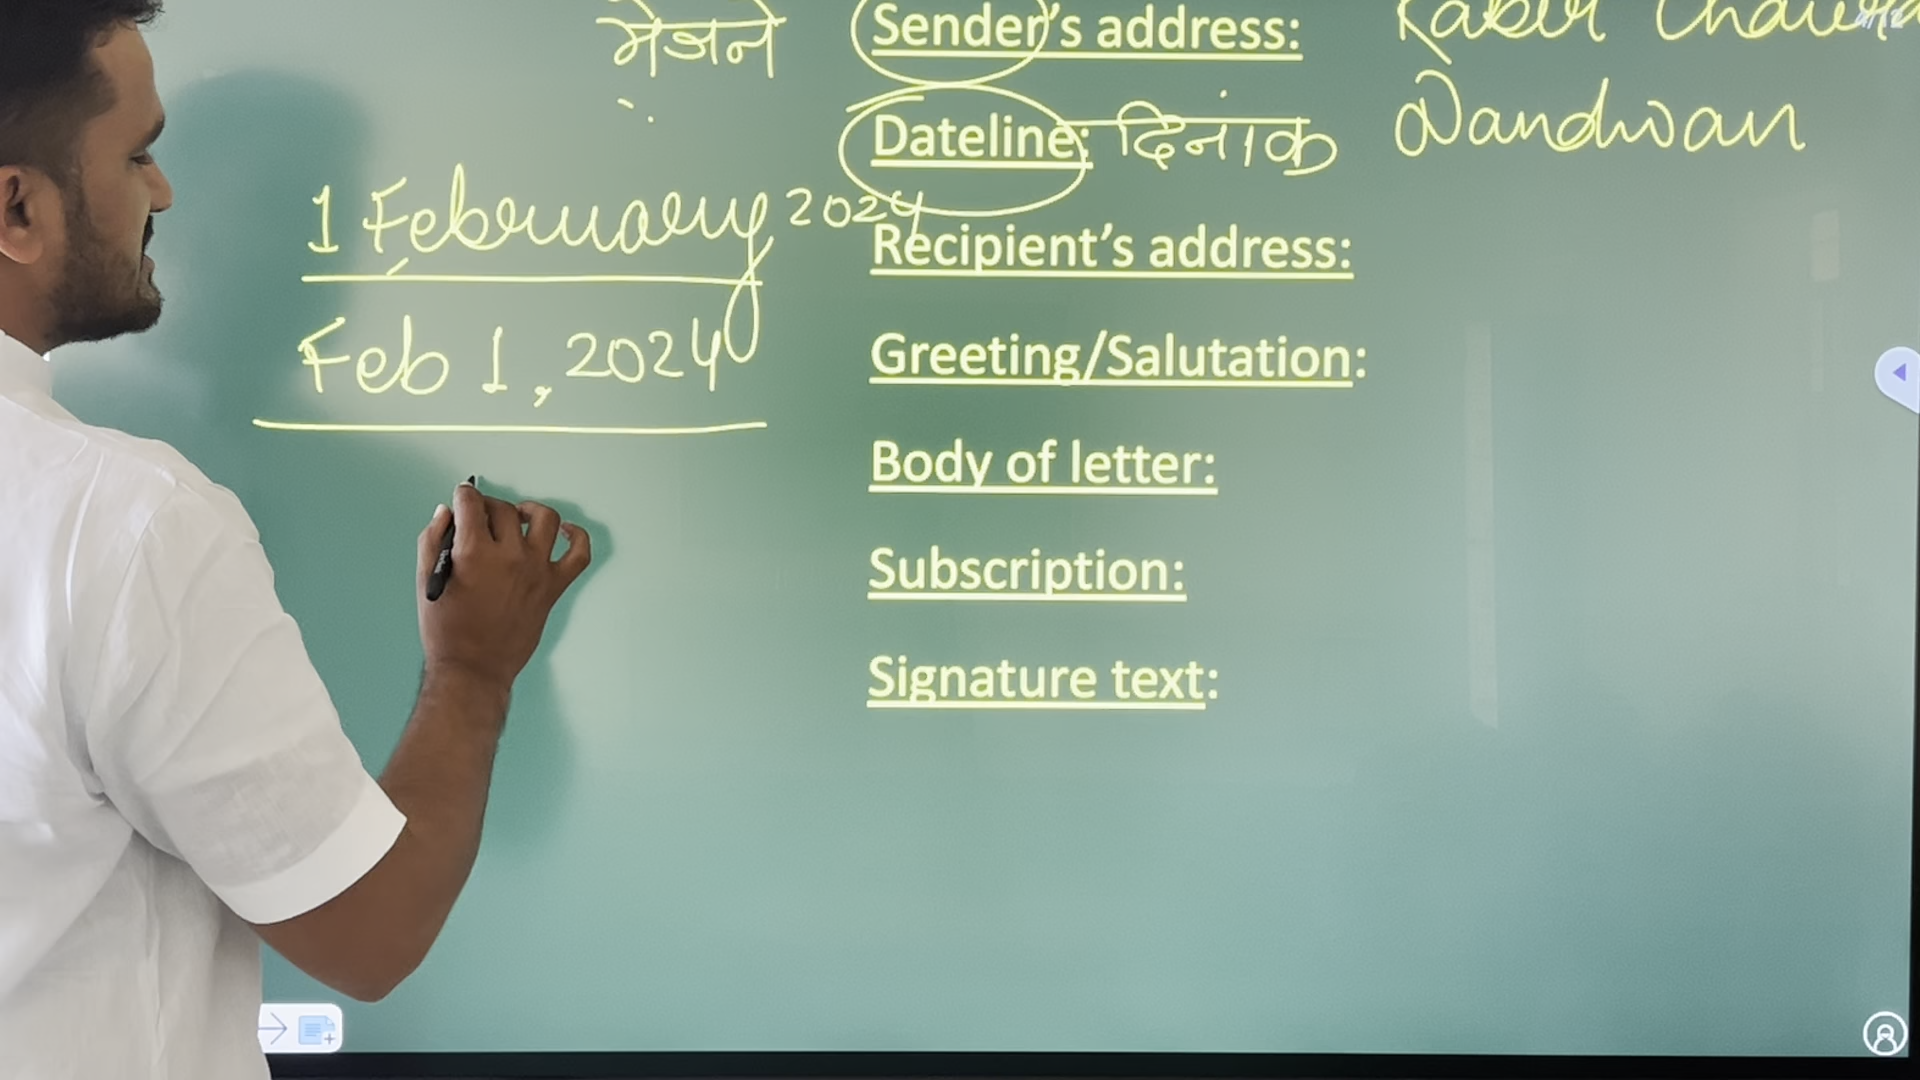 भेजने Sender's address: Kabir
Dateline: दिनांक Nandwan
1 February 2024
Recipient's address:
Feb 1, 2024
Greeting/Salutation:
Body of letter:
Subscription:
Signature text: